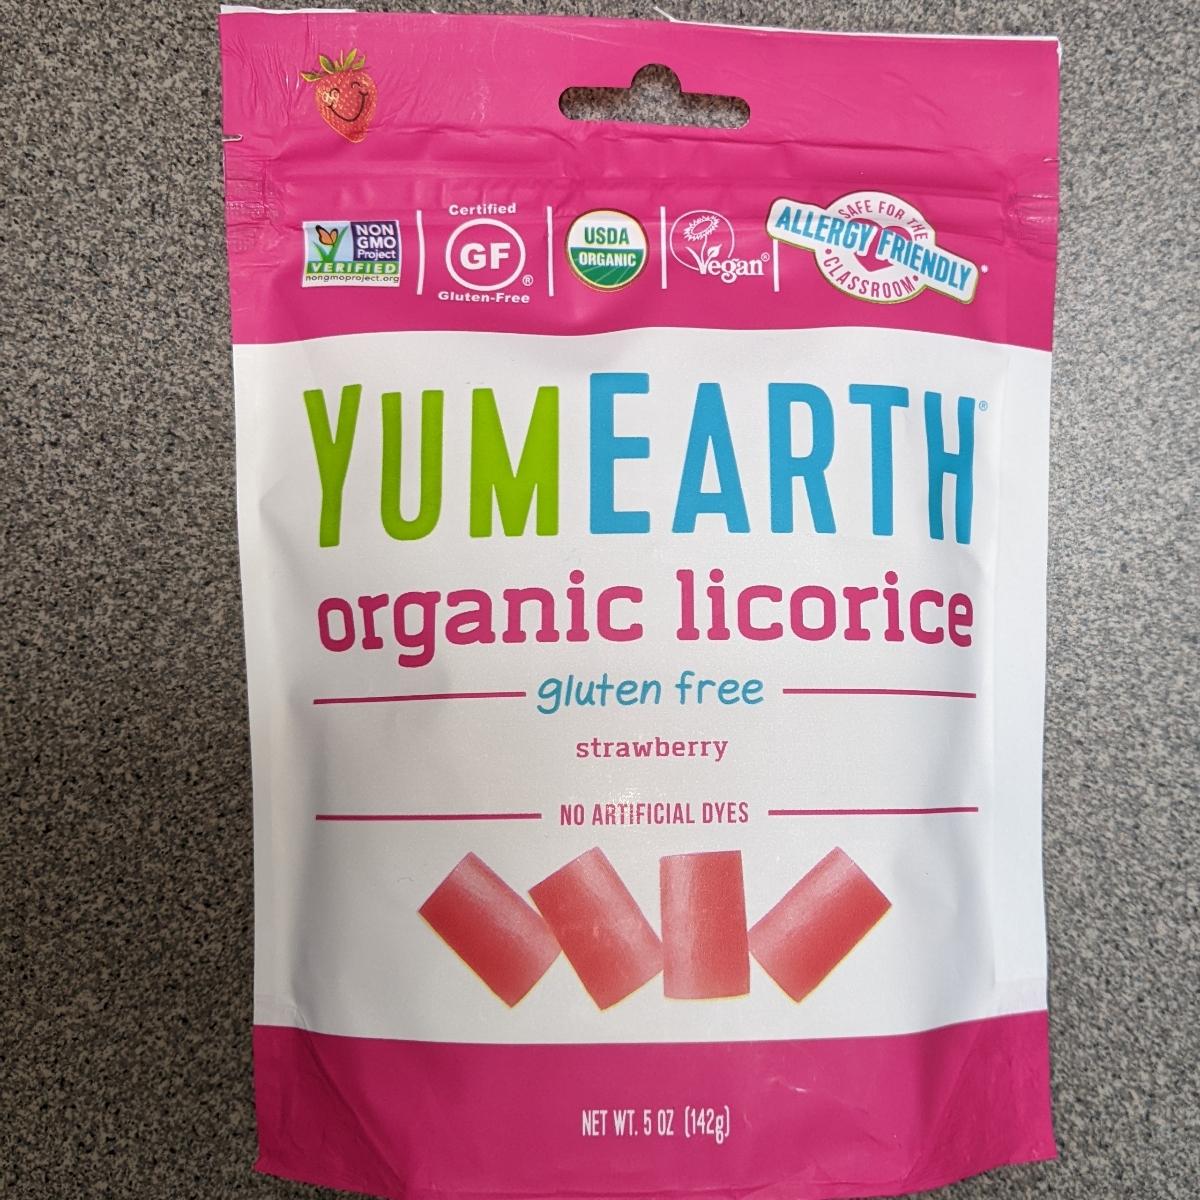 NON
GMO
Project
VERIFIED
nongmoproject.org
Certified
GF
®
Gluten-Free
USDA
ORGANIC
Vegan®
SAFE FOR THE
ALLERGY FRIENDLY
•CLASSROOM•
YUMEARTH®
organic licorice
gluten free
strawberry
NO ARTIFICIAL DYES
NET WT. 5 OZ (142g)